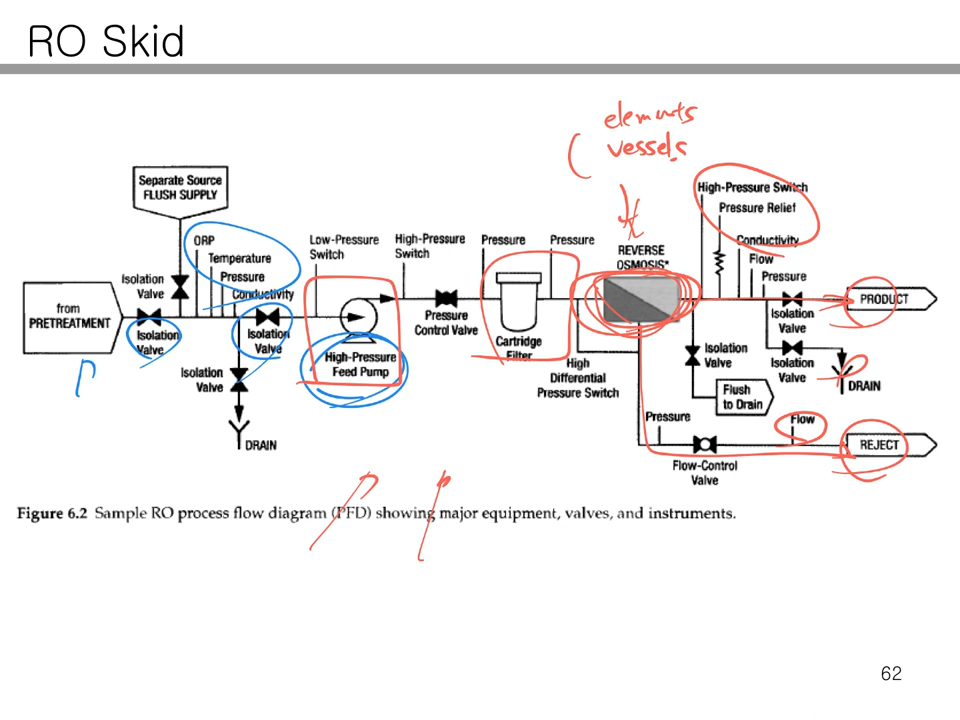 RO Skid
elements
vessels
Separate Source
FLUSH SUPPLY
High-Pressure Switch
Pressure Relief
ORP
Temperature
Pressure
Conductivity
Low-Pressure
Switch
High-Pressure
Switch
Pressure
Pressure
REVERSE
OSMOSIS*
Conductivity
Flow
Pressure
Isolation
Valve
from
PRETREATMENT
Isolation
Valve
Isolation
Valve
High-Pressure
Feed Pump
Pressure
Control Valve
Cartridge
Filter
PRODUCT
Isolation
Valve
Isolation
Valve
DRAIN
Isolation
Valve
Isolation
Valve
High
Differential
Pressure Switch
Flush
to Drain
DRAIN
Pressure
Flow
REJECT
Flow-Control
Valve
Figure 6.2 Sample RO process flow diagram (PFD) showing major equipment, valves, and instruments.
62